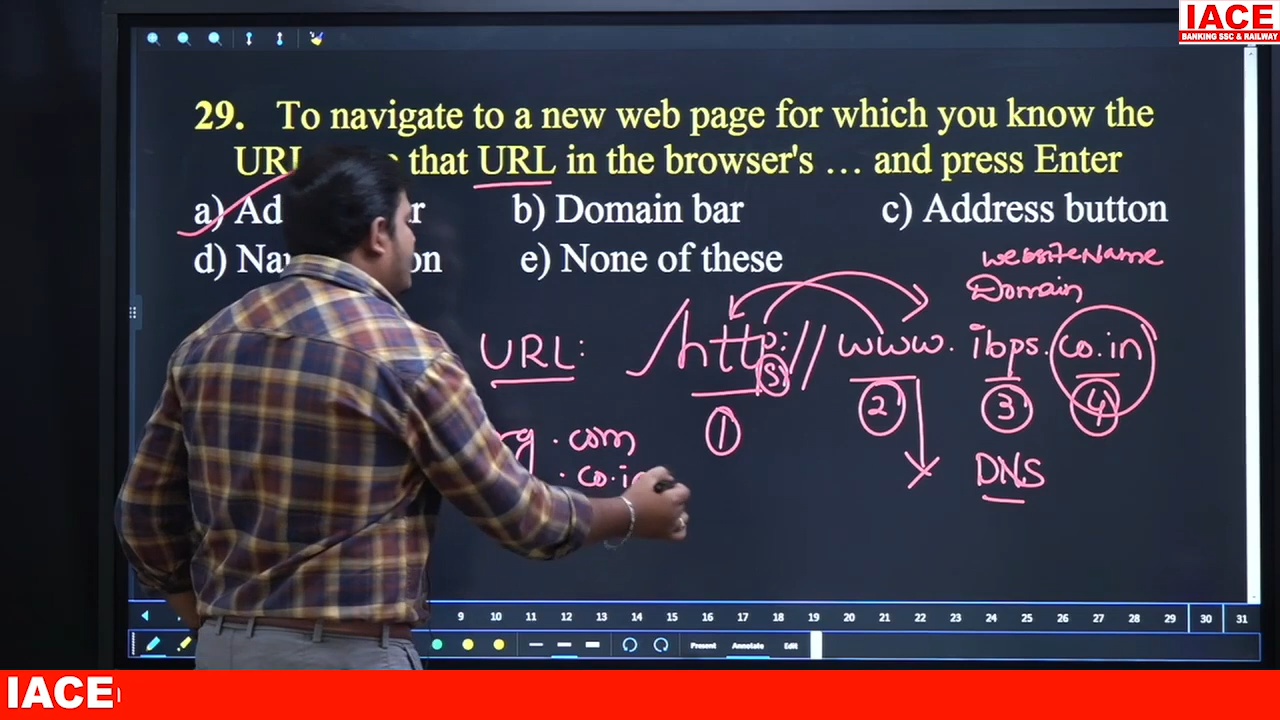 IACE
BANKING SSC & RAILWAY
29. To navigate to a new web page for which you know the
URL that URL in the browser's ... and press Enter
a) Ad r b) Domain bar c) Address button
d) Na on e) None of these
website Name
Domain
URL: http:// www. ibps. co.in
(S)
1 2 3 4
rg . com
. co.i
DNS
9 10 11 12 13 14 15 16 17 18 19 20 21 22 23 24 25 26 27 28 29 30 31
Present Annotate Edit
IACE